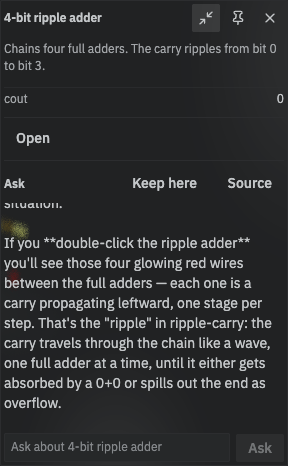 4-bit ripple adder
Chains four full adders. The carry ripples from bit 0
to bit 3.
cout 0
Open
Ask Keep here Source
situation.
If you **double-click the ripple adder**
you'll see those four glowing red wires
between the full adders — each one is a
carry propagating leftward, one stage per
step. That's the "ripple" in ripple-carry: the
carry travels through the chain like a wave,
one full adder at a time, until it either gets
absorbed by a 0+0 or spills out the end as
overflow.
Ask about 4-bit ripple adder Ask